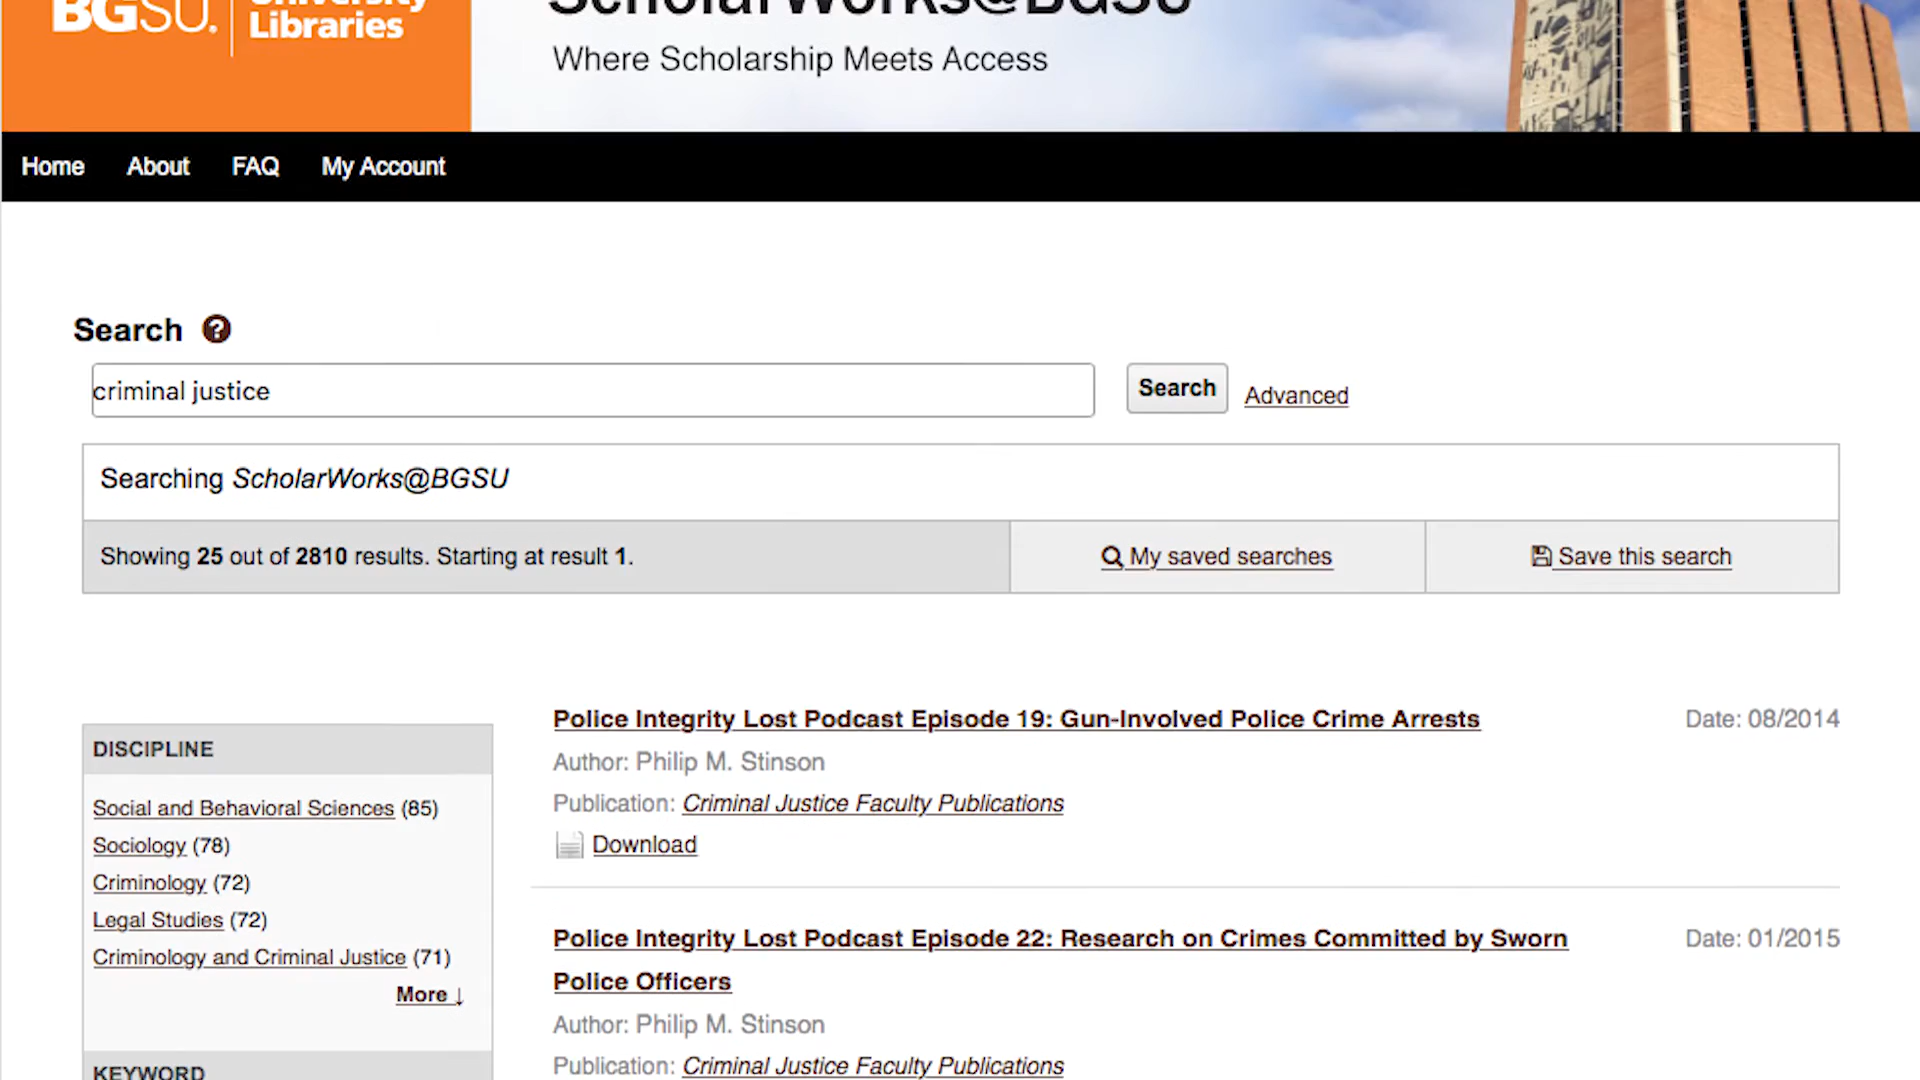 BGSU.
University
Libraries
ScholarWorks@BGSU
Where Scholarship Meets Access
Home About FAQ My Account
Search
criminal justice
Search
Advanced
Searching ScholarWorks@BGSU
Showing 25 out of 2810 results. Starting at result 1.
My saved searches
Save this search
DISCIPLINE
Social and Behavioral Sciences (85)
Sociology (78)
Criminology (72)
Legal Studies (72)
Criminology and Criminal Justice (71)
More ↓
KEYWORD
Police Integrity Lost Podcast Episode 19: Gun-Involved Police Crime Arrests
Date: 08/2014
Author: Philip M. Stinson
Publication: Criminal Justice Faculty Publications
Download
Police Integrity Lost Podcast Episode 22: Research on Crimes Committed by Sworn
Police Officers
Date: 01/2015
Author: Philip M. Stinson
Publication: Criminal Justice Faculty Publications